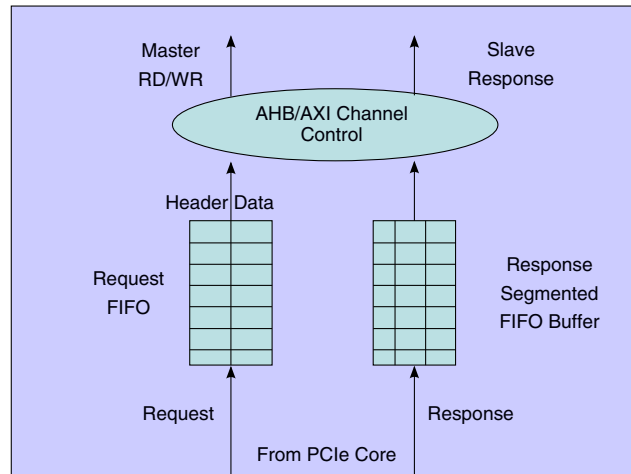 Master
RD/WR
Slave
Response
AHB/AXI Channel
Control
Header Data
Request
FIFO
Response
Segmented
FIFO Buffer
Request
Response
From PCIe Core